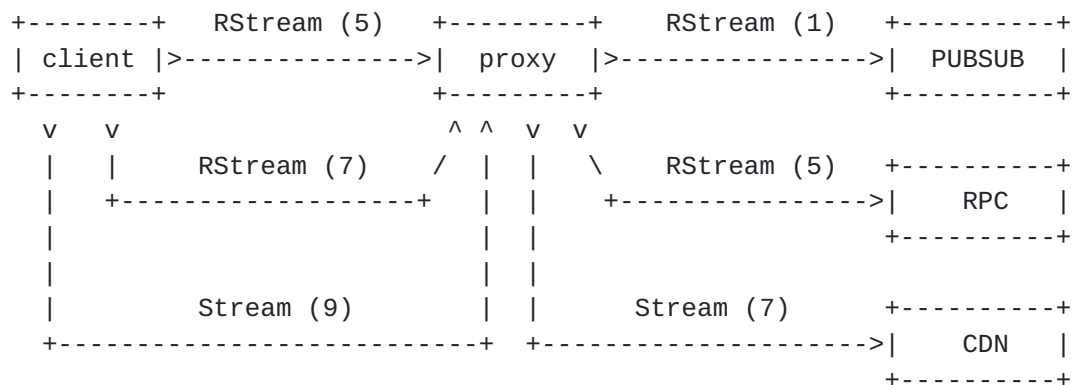 RStream (5) RStream (1)
client proxy PUBSUB
RStream (7) RStream (5)
RPC
Stream (9) Stream (7)
CDN